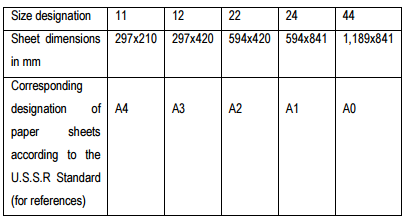 Size designation 11 12 22 24 44
Sheet dimensions 297x210 297x420 594x420 594x841 1,189x841
in mm
Corresponding
designation of A4 A3 A2 A1 A0
paper sheets
according to the
U.S.S.R Standard
(for references)